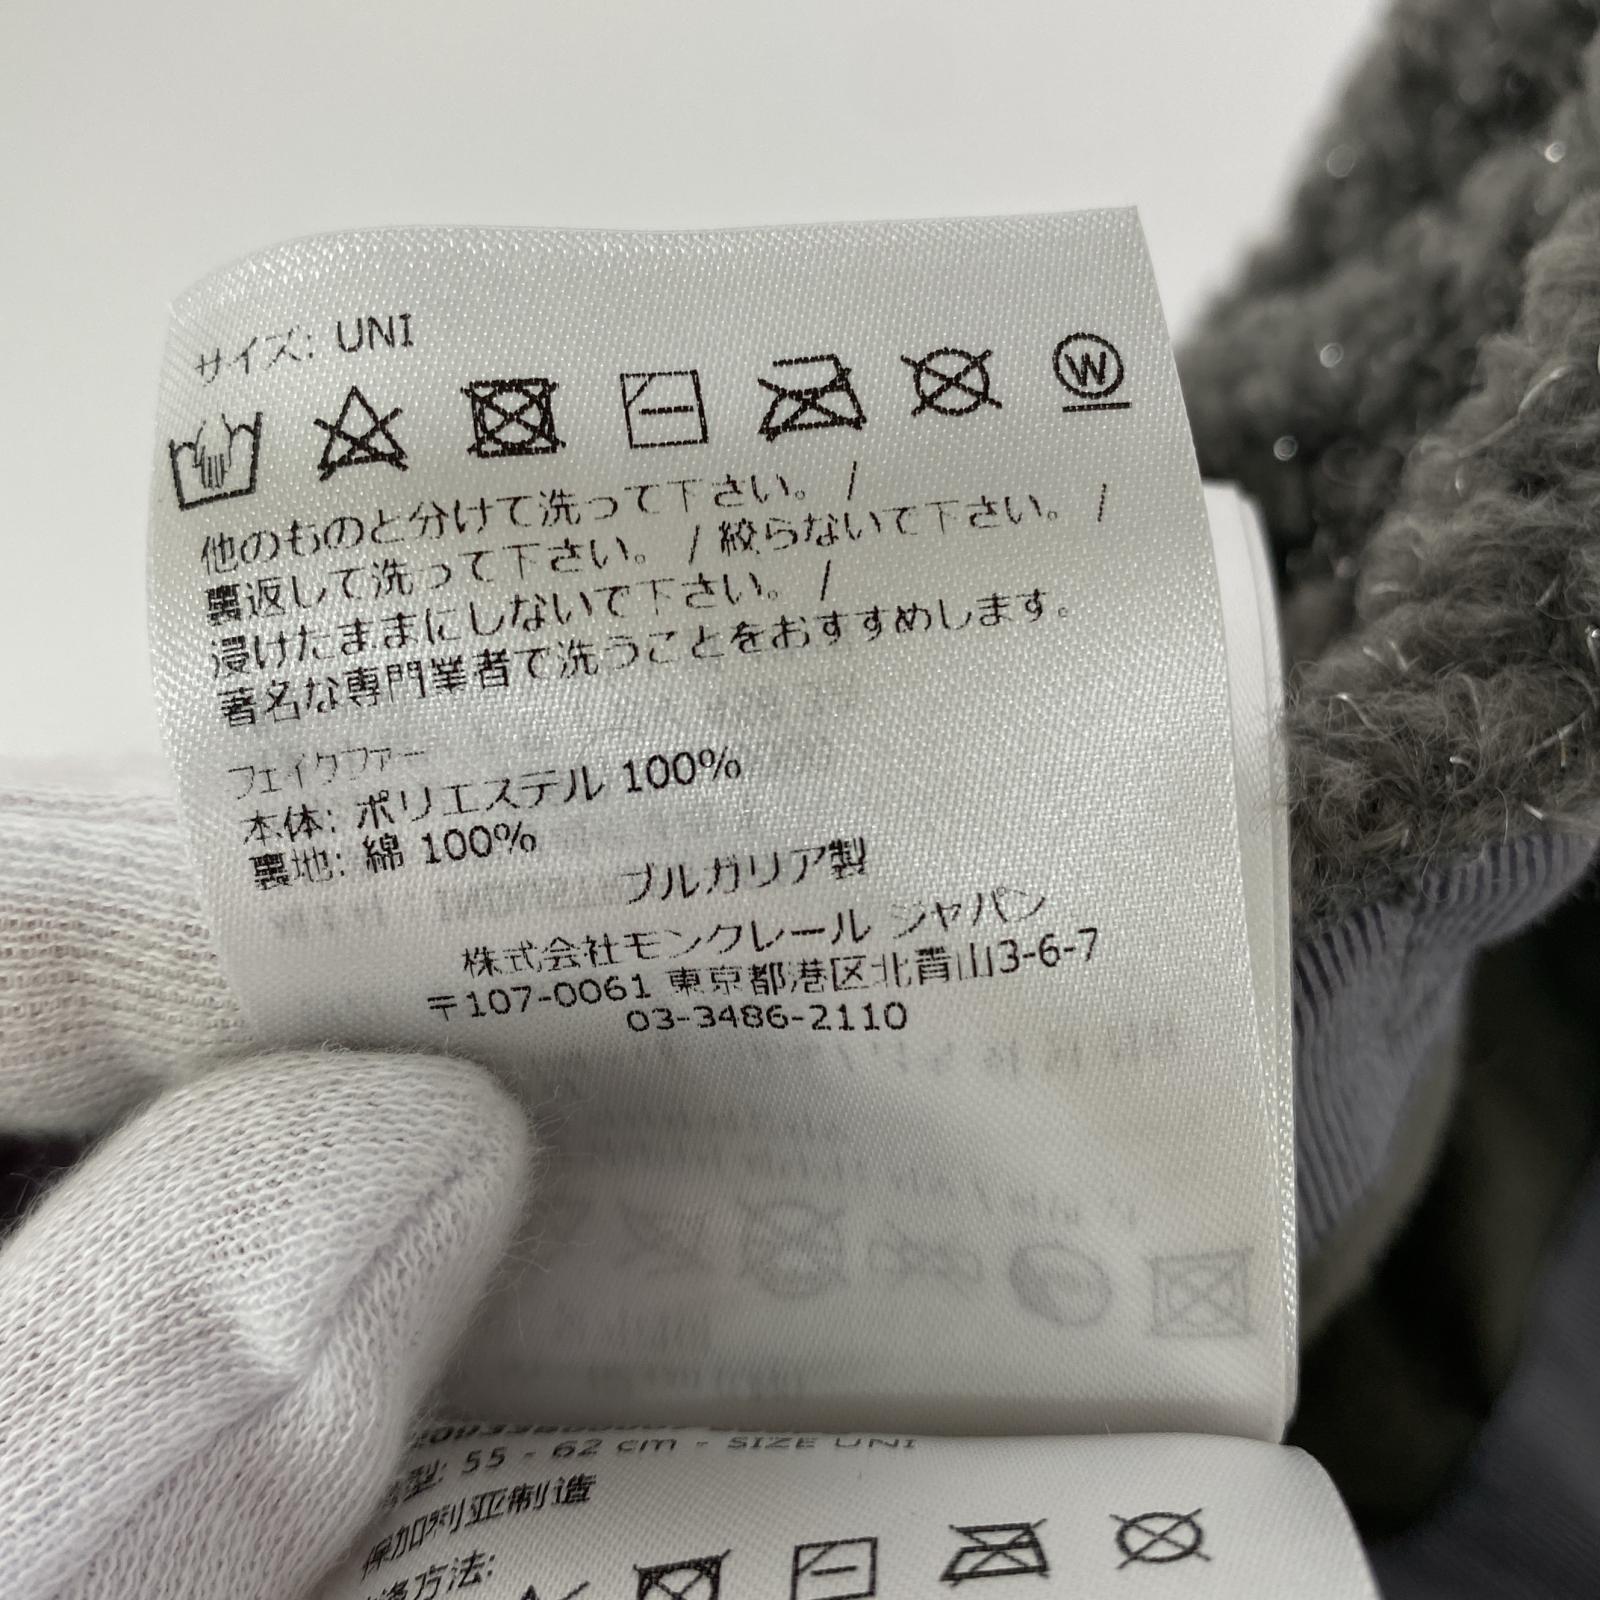 サイズ: UNI
W
他のものと分けて洗って下さい。 /
裏返して洗って下さい。 / 絞らないで下さい。 /
浸けたままにしないで下さい。 /
著名な専門業者で洗うことをおすすめします。
フェイクファー
本体: ポリエステル 100%
裏地: 綿 100%
ブルガリア製
株式会社モンクレール ジャパン
〒107-0061 東京都港区北青山3-6-7
03-3486-2110
型: 55 - 62 cm - SIZE UNI
保加利亚制造
方法: